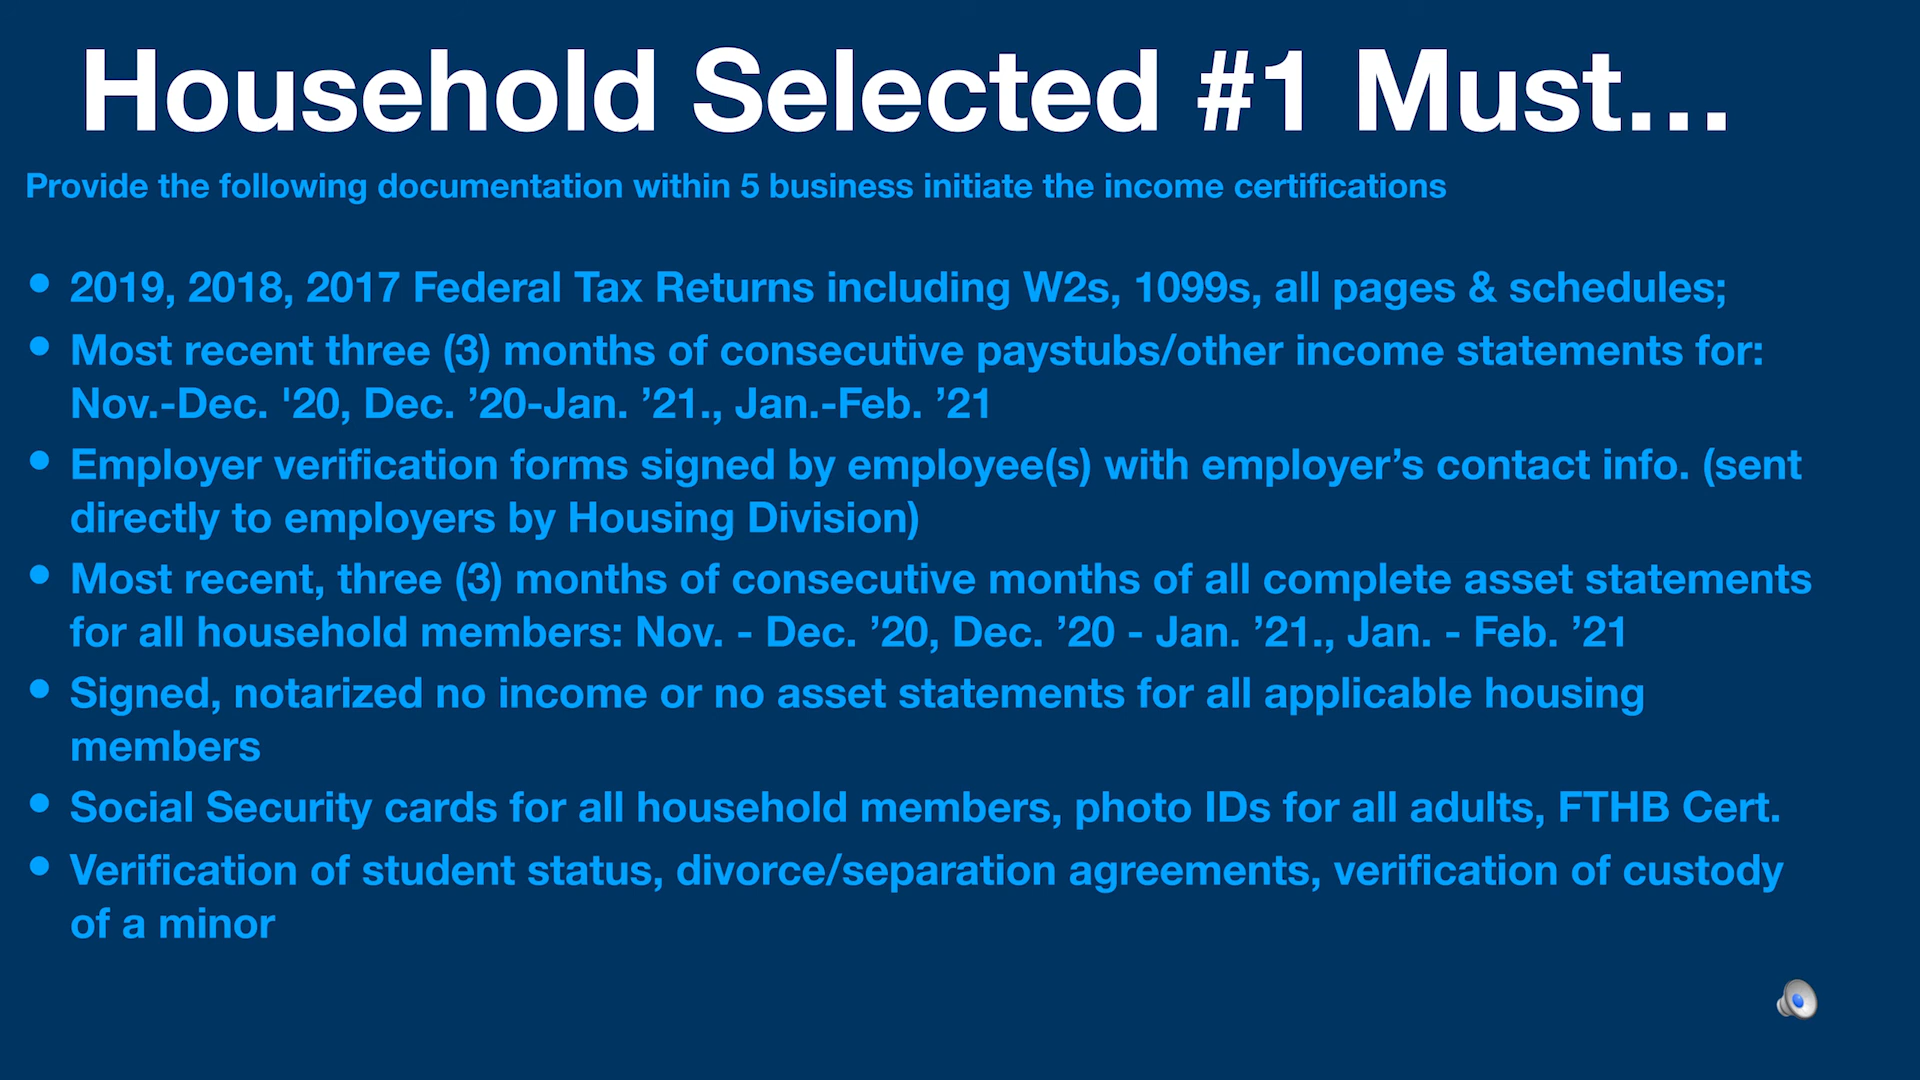 Household Selected #1 Must...
Provide the following documentation within 5 business initiate the income certifications
• 2019, 2018, 2017 Federal Tax Returns including W2s, 1099s, all pages & schedules;
• Most recent three (3) months of consecutive paystubs/other income statements for:
Nov.-Dec. '20, Dec. ’20-Jan. ’21., Jan.-Feb. ’21
• Employer verification forms signed by employee(s) with employer’s contact info. (sent
directly to employers by Housing Division)
• Most recent, three (3) months of consecutive months of all complete asset statements
for all household members: Nov. - Dec. ’20, Dec. ’20 - Jan. ’21., Jan. - Feb. ’21
• Signed, notarized no income or no asset statements for all applicable housing
members
• Social Security cards for all household members, photo IDs for all adults, FTHB Cert.
• Verification of student status, divorce/separation agreements, verification of custody
of a minor